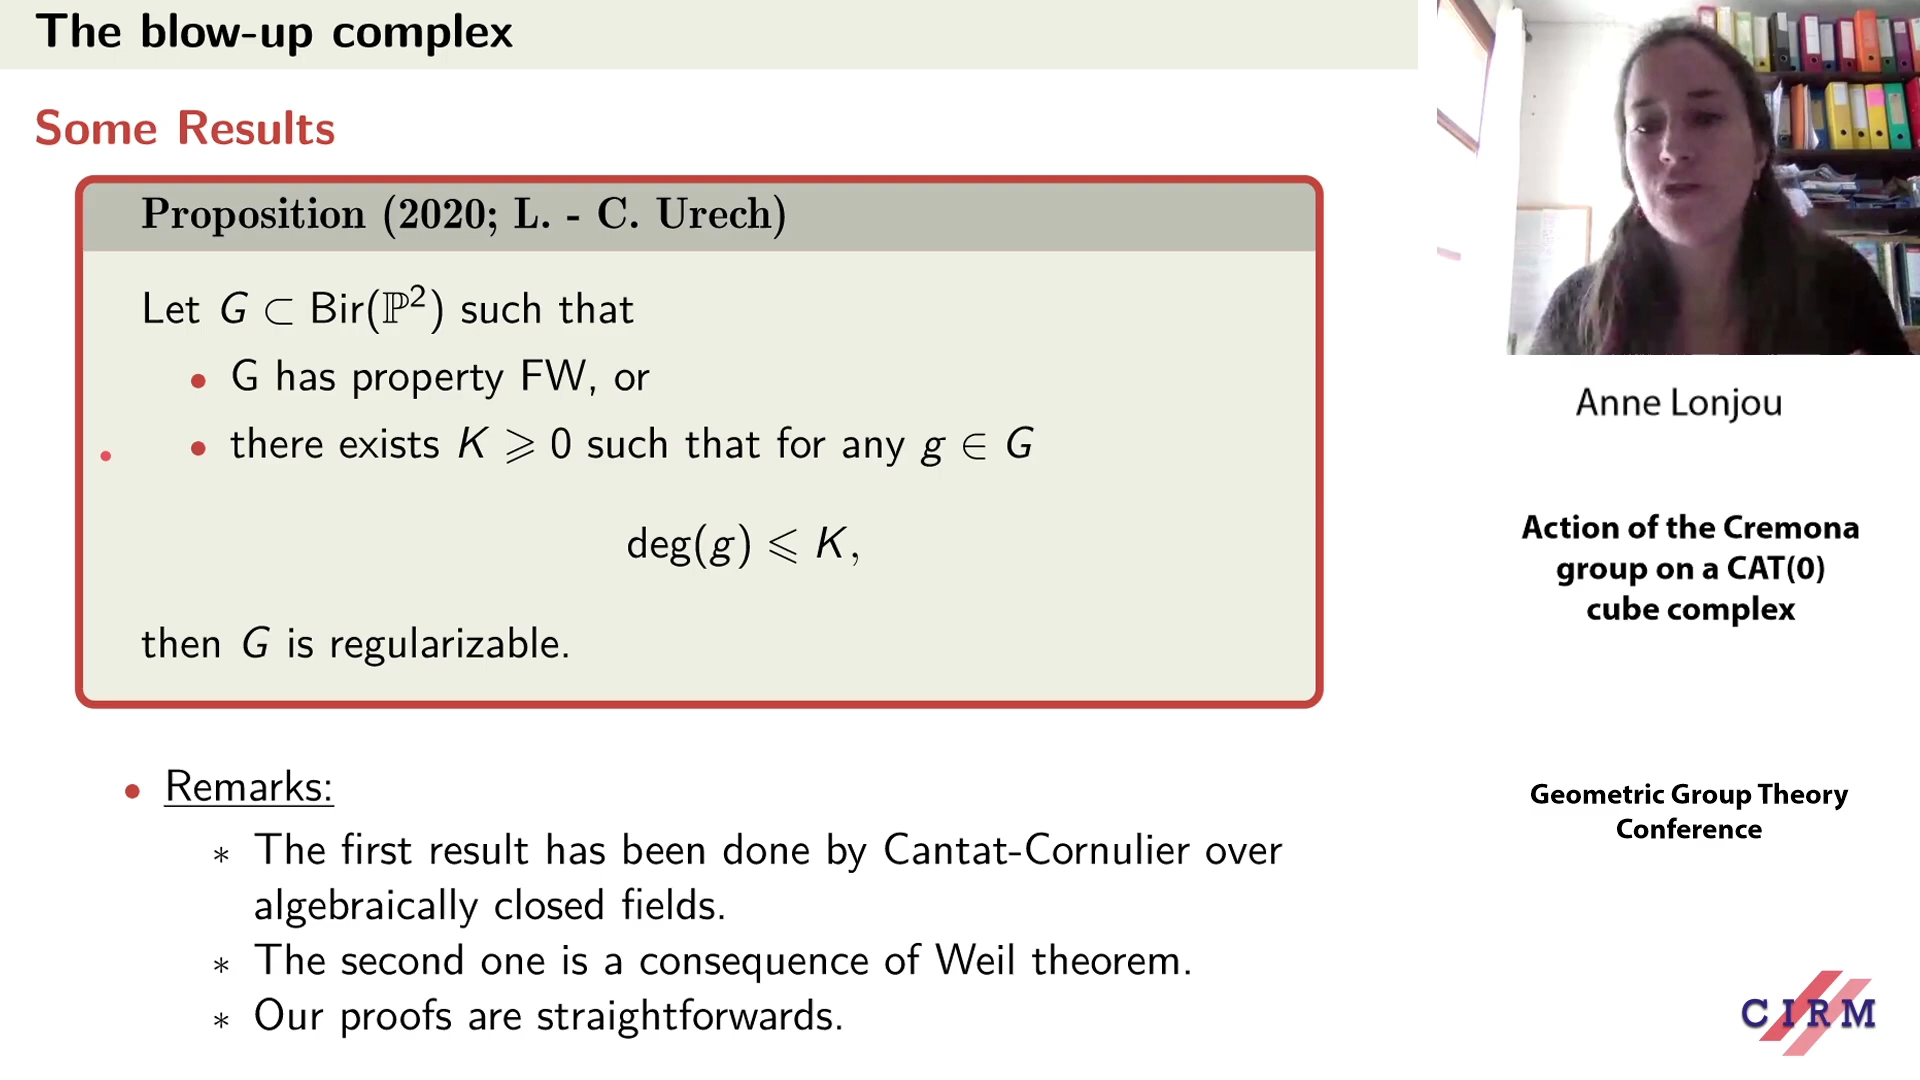 The blow-up complex
Some Results
Proposition (2020; L. - C. Urech)
Let G ⊂ Bir(ℙ²) such that
• G has property FW, or
• there exists K ⩾ 0 such that for any g ∈ G
deg(g) ⩽ K,
then G is regularizable.
• Remarks:
* The first result has been done by Cantat-Cornulier over
algebraically closed fields.
* The second one is a consequence of Weil theorem.
* Our proofs are straightforwards.
Anne Lonjou
Action of the Cremona
group on a CAT(0)
cube complex
Geometric Group Theory
Conference
CIRM